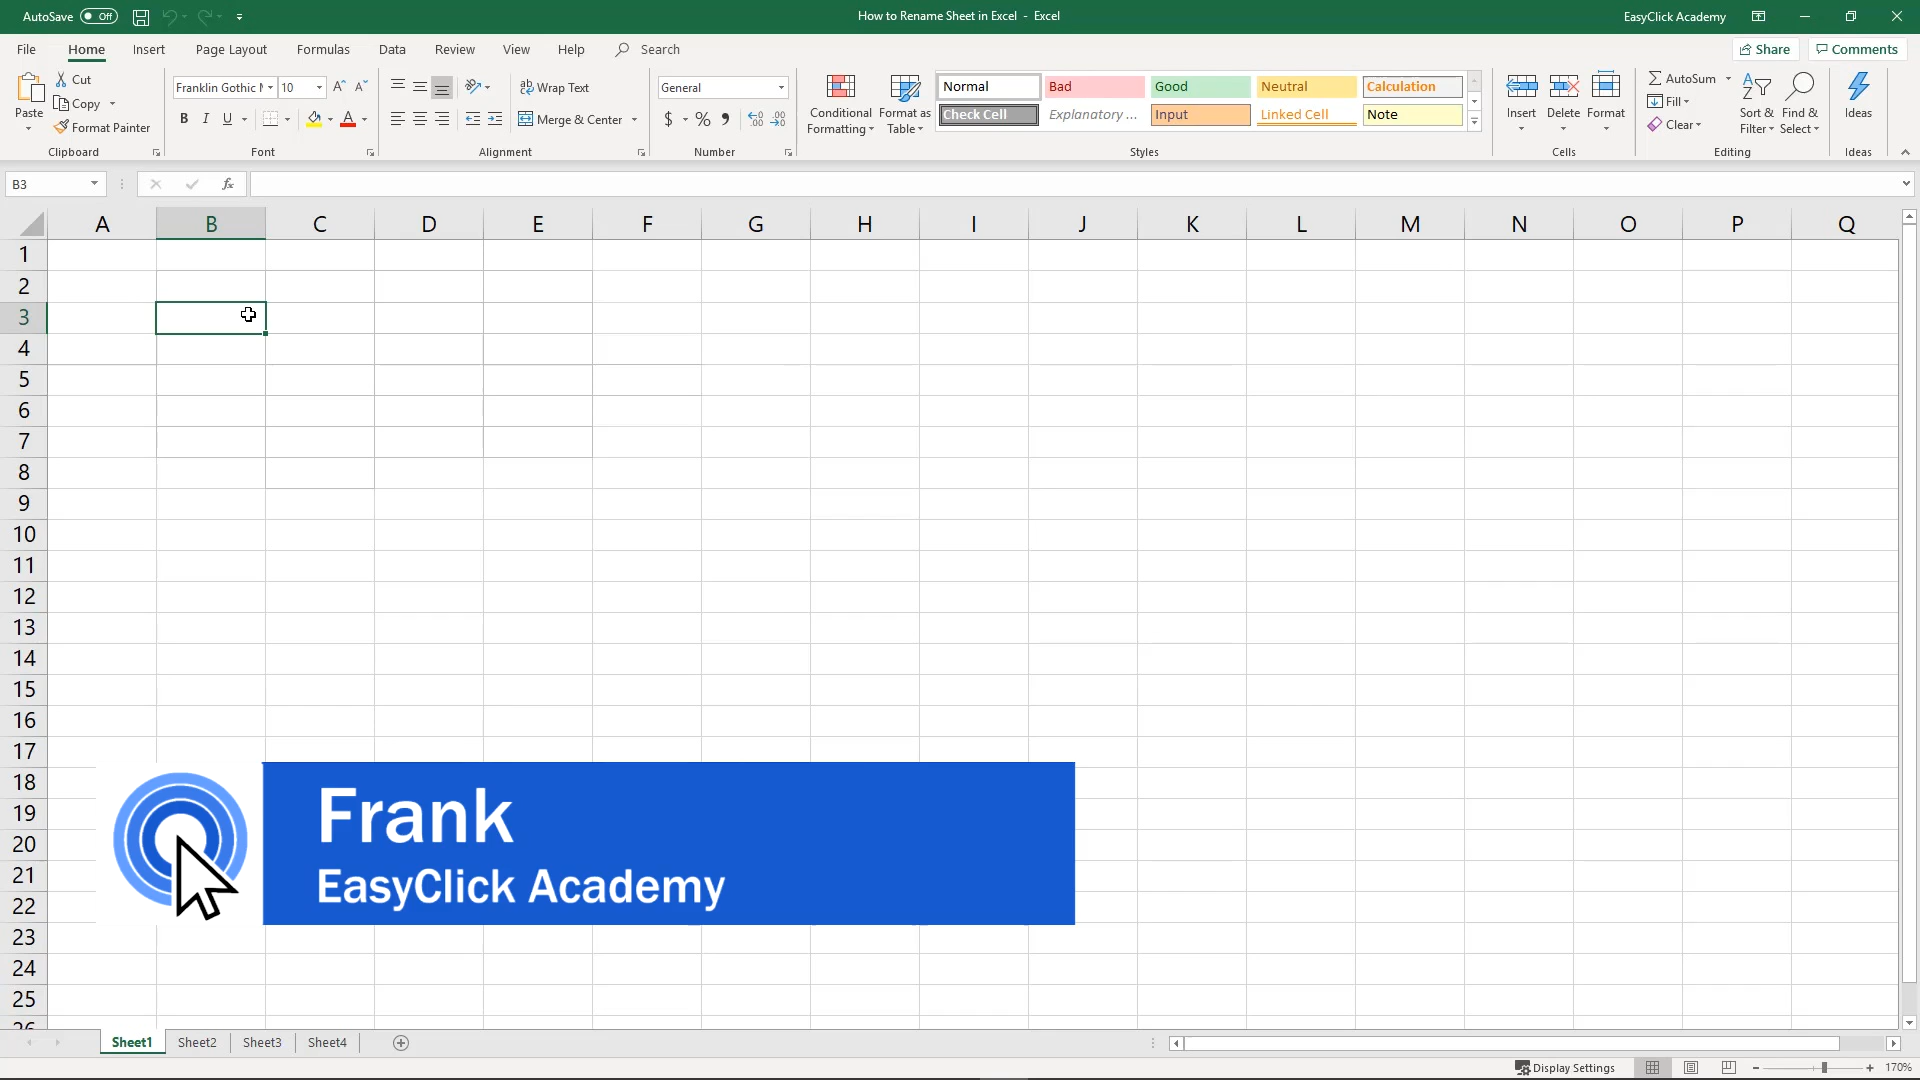 AutoSave Off
How to Rename Sheet in Excel - Excel
EasyClick Academy
File Home Insert Page Layout Formulas Data Review View Help Search
Share Comments
Paste
Cut
Copy
Format Painter
Clipboard
Franklin Gothic M 10
B I U
Font
Wrap Text
Merge & Center
Alignment
General
$ % ,
Number
Conditional Formatting
Format as Table
Normal Bad Good Neutral Calculation
Check Cell Explanatory ... Input Linked Cell Note
Styles
Insert Delete Format
Cells
AutoSum
Fill
Clear
Sort & Filter
Find & Select
Editing
Ideas
Ideas
B3
fx
A B C D E F G H I J K L M N O P Q
1
2
3
4
5
6
7
8
9
10
11
12
13
14
15
16
17
18
19
20
21
22
23
24
25
26
Frank
EasyClick Academy
Sheet1 Sheet2 Sheet3 Sheet4
Display Settings
170%